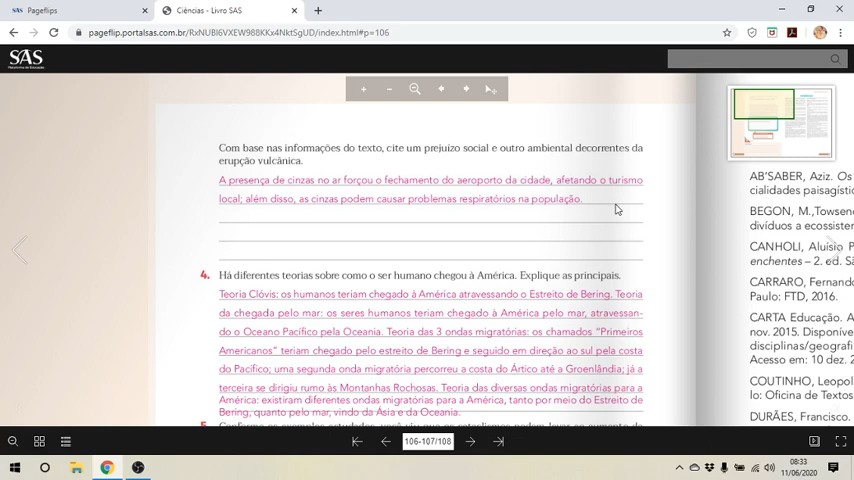 Pageflips
Ciências - Livro SAS
pageflip.portalsas.com.br/RxNUBI6VXEW988KKx4NktSgUD/index.html#p=106
SAS
Plataforma de Educação
Com base nas informações do texto, cite um prejuízo social e outro ambiental decorrentes da
erupção vulcânica.
A presença de cinzas no ar forçou o fechamento do aeroporto da cidade, afetando o turismo
local; além disso, as cinzas podem causar problemas respiratórios na população.
4. Há diferentes teorias sobre como o ser humano chegou à América. Explique as principais.
Teoria Clóvis: os humanos teriam chegado à América atravessando o Estreito de Bering. Teoria
da chegada pelo mar: os seres humanos teriam chegado à América pelo mar, atravessan-
do o Oceano Pacífico pela Oceania. Teoria das 3 ondas migratórias: os chamados "Primeiros
Americanos" teriam chegado pelo estreito de Bering e seguido em direção ao sul pela costa
do Pacífico; uma segunda onda migratória percorreu a costa do Ártico até a Groenlândia; já a
terceira se dirigiu rumo às Montanhas Rochosas. Teoria das diversas ondas migratórias para a
América: existiram diferentes ondas migratórias para a América, tanto por meio do Estreito de
Bering, quanto pelo mar, vindo da Ásia e da Oceania.
AB'SABER, Aziz. Os
cialidades paisagístic
BEGON, M.,Townsen
divíduos a ecossister
CANHOLI, Aluísio P
enchentes – 2. ed. Sã
CARRARO, Fernand
Paulo: FTD, 2016.
CARTA Educação. A
nov. 2015. Disponíve
disciplinas/geografi
Acesso em: 10 dez. 2
COUTINHO, Leopol
lo: Oficina de Textos
DURÃES, Francisco.
106-107/108
08:33
11/06/2020